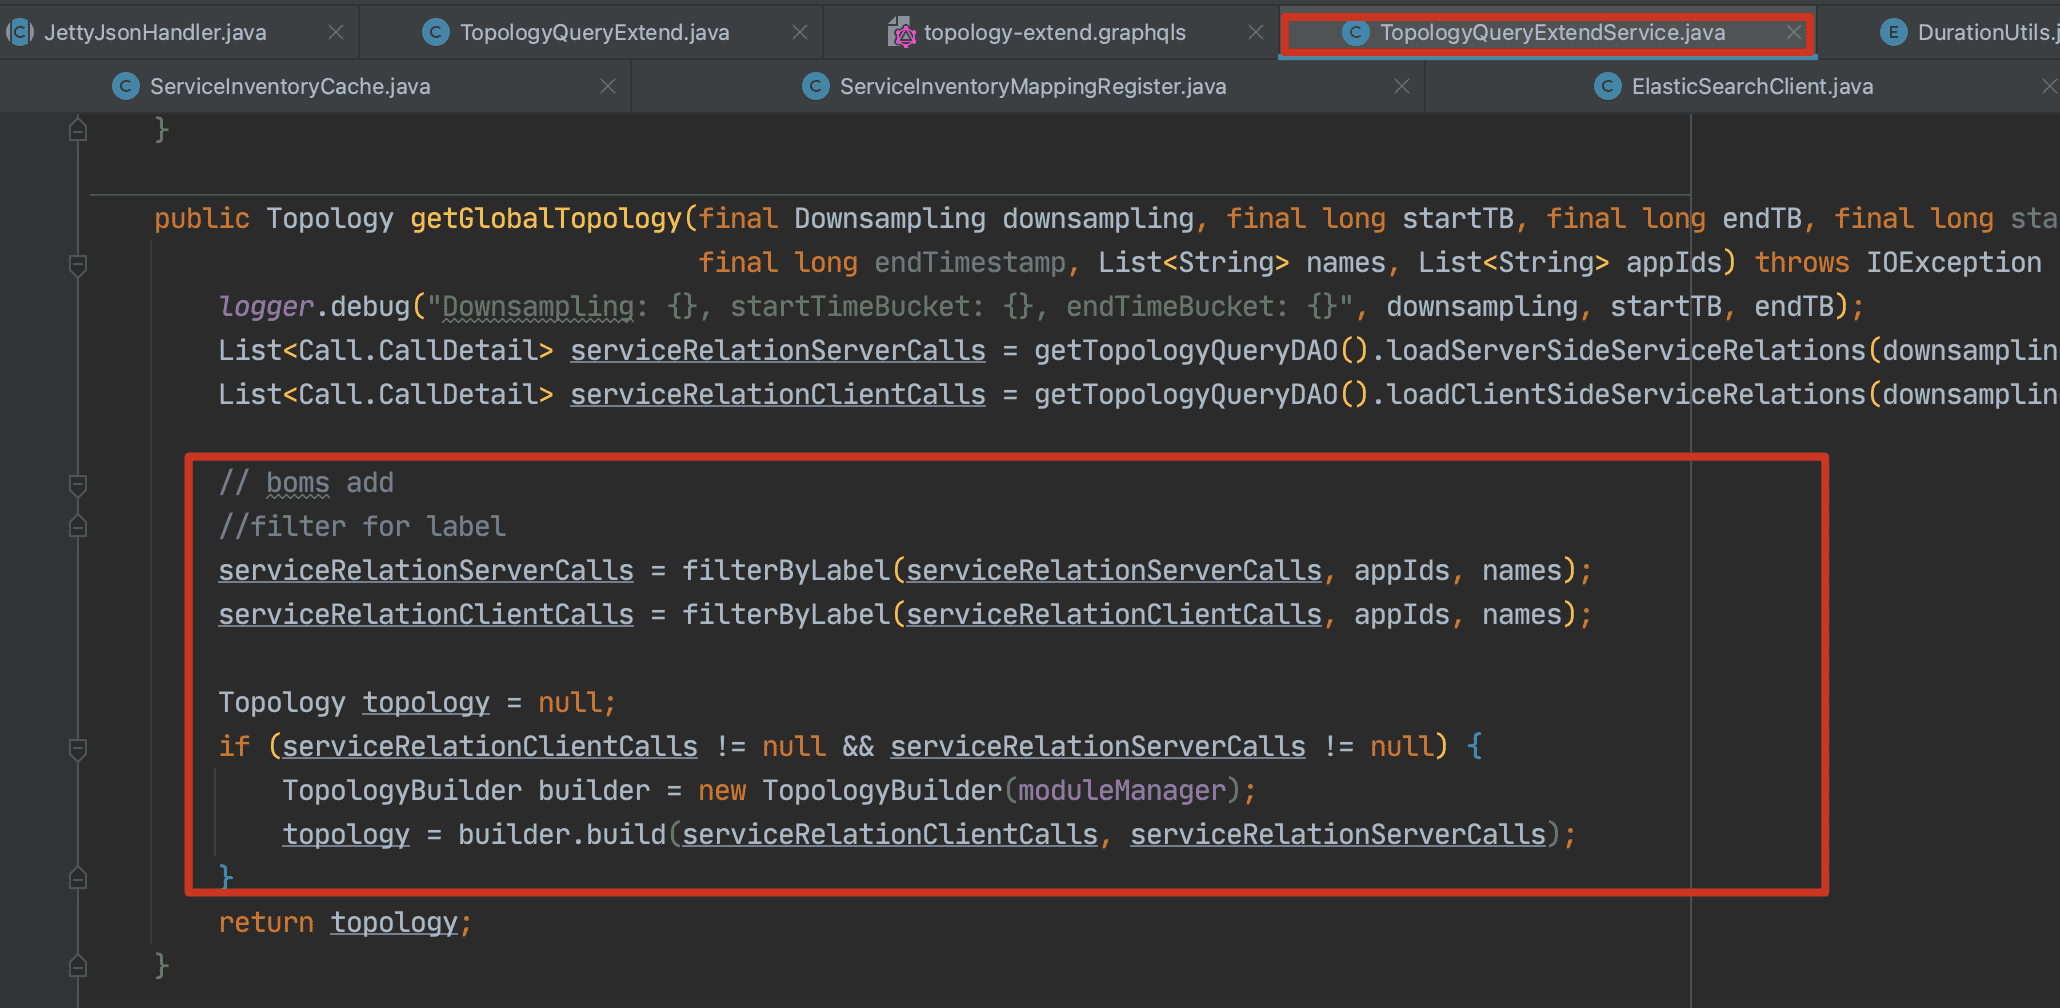 JettyJsonHandler.java TopologyQueryExtend.java topology-extend.graphqls TopologyQueryExtendService.java DurationUtils.j
ServiceInventoryCache.java ServiceInventoryMappingRegister.java ElasticSearchClient.java
}
public Topology getGlobalTopology(final Downsampling downsampling, final long startTB, final long endTB, final long sta
final long endTimestamp, List<String> names, List<String> appIds) throws IOException
logger.debug("Downsampling: {}, startTimeBucket: {}, endTimeBucket: {}", downsampling, startTB, endTB);
List<Call.CallDetail> serviceRelationServerCalls = getTopologyQueryDAO().loadServerSideServiceRelations(downsamplin
List<Call.CallDetail> serviceRelationClientCalls = getTopologyQueryDAO().loadClientSideServiceRelations(downsamplin
// boms add
//filter for label
serviceRelationServerCalls = filterByLabel(serviceRelationServerCalls, appIds, names);
serviceRelationClientCalls = filterByLabel(serviceRelationClientCalls, appIds, names);
Topology topology = null;
if (serviceRelationClientCalls != null && serviceRelationServerCalls != null) {
TopologyBuilder builder = new TopologyBuilder(moduleManager);
topology = builder.build(serviceRelationClientCalls, serviceRelationServerCalls);
}
return topology;
}